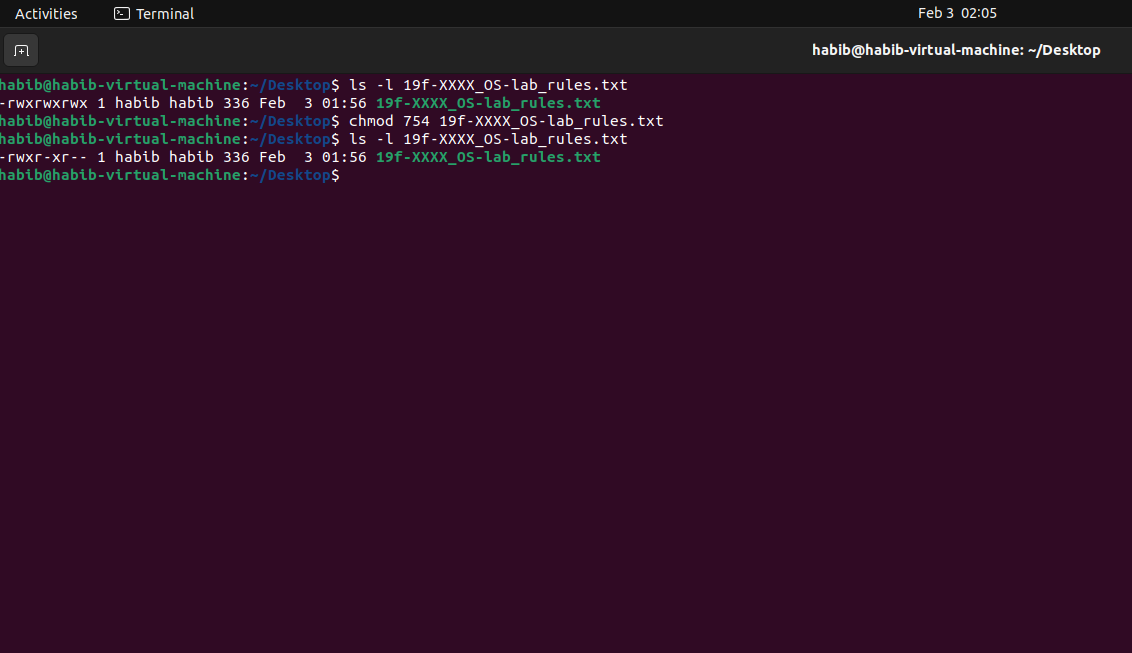 Activities Terminal Feb 3 02:05
habib@habib-virtual-machine: ~/Desktop
habib@habib-virtual-machine:~/Desktop$ ls -l 19f-XXXX_OS-lab_rules.txt
-rwxrwxrwx 1 habib habib 336 Feb  3 01:56 19f-XXXX_OS-lab_rules.txt
habib@habib-virtual-machine:~/Desktop$ chmod 754 19f-XXXX_OS-lab_rules.txt
habib@habib-virtual-machine:~/Desktop$ ls -l 19f-XXXX_OS-lab_rules.txt
-rwxr-xr-- 1 habib habib 336 Feb  3 01:56 19f-XXXX_OS-lab_rules.txt
habib@habib-virtual-machine:~/Desktop$